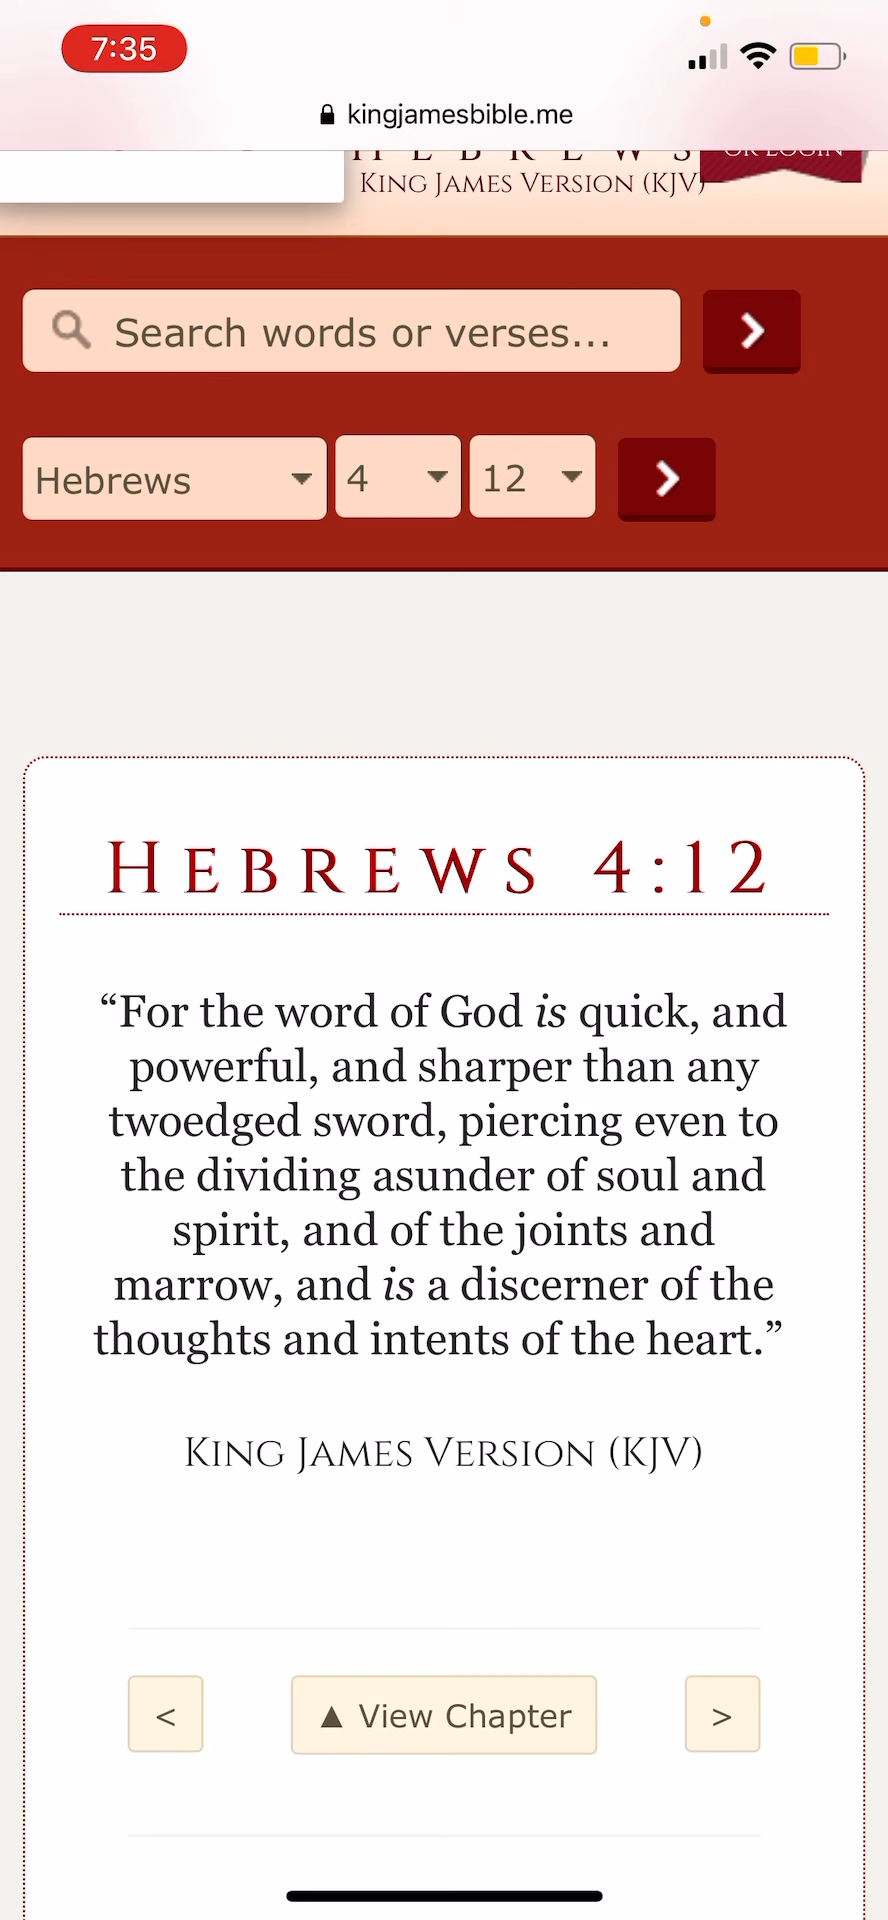 7:35
kingjamesbible.me
HEBREWS
OR LOGIN
King James Version (KJV)
Search words or verses...
Hebrews 4 12
Hebrews 4:12
“For the word of God is quick, and
powerful, and sharper than any
twoedged sword, piercing even to
the dividing asunder of soul and
spirit, and of the joints and
marrow, and is a discerner of the
thoughts and intents of the heart.”
King James Version (KJV)
<
▲ View Chapter
>